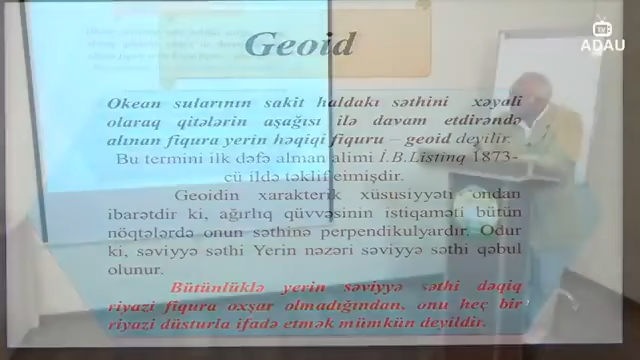 ADAU
Geoid
Okean sularının sakit haldakı səthini xəyali
olaraq qitələrin aşağısı ilə davam etdirəndə
alınan fiqura yerin həqiqi fiquru – geoid deyilir.
Bu termini ilk dəfə alman alimi İ.B.Listinq 1873-
cü ildə təklif eimişdir.
Geoidin xarakterik xüsusiyyəti ondan
ibarətdir ki, ağırlıq qüvvəsinin istiqaməti bütün
nöqtələrdə onun səthinə perpendikulyardır. Odur
ki, səviyyə səthi Yerin nəzəri səviyyə səthi qəbul
olunur.
Bütünlüklə yerin səviyyə səthi dəqiq
riyazi fiqura oxşar olmadığından, onu heç bir
riyazi düsturla ifadə etmək mümkün deyildir.